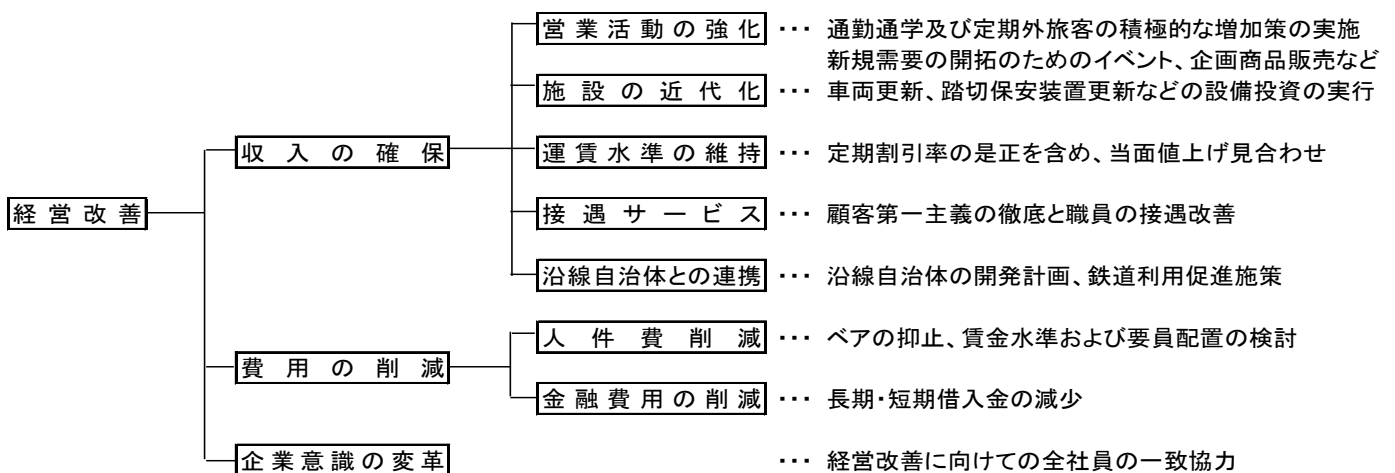 営業活動の強化 ・・・ 通勤通学及び定期外旅客の積極的な増加策の実施
新規需要の開拓のためのイベント、企画商品販売など
施設の近代化 ・・・ 車両更新、踏切保安装置更新などの設備投資の実行
収入の確保 運賃水準の維持 ・・・ 定期割引率の是正を含め、当面値上げ見合わせ
経営改善 接遇サービス ・・・ 顧客第一主義の徹底と職員の接遇改善
沿線自治体との連携 ・・・ 沿線自治体の開発計画、鉄道利用促進施策
人件費削減 ・・・ ベアの抑止、賃金水準および要員配置の検討
費用の削減
金融費用の削減 ・・・ 長期・短期借入金の減少
企業意識の変革 ・・・ 経営改善に向けての全社員の一致協力